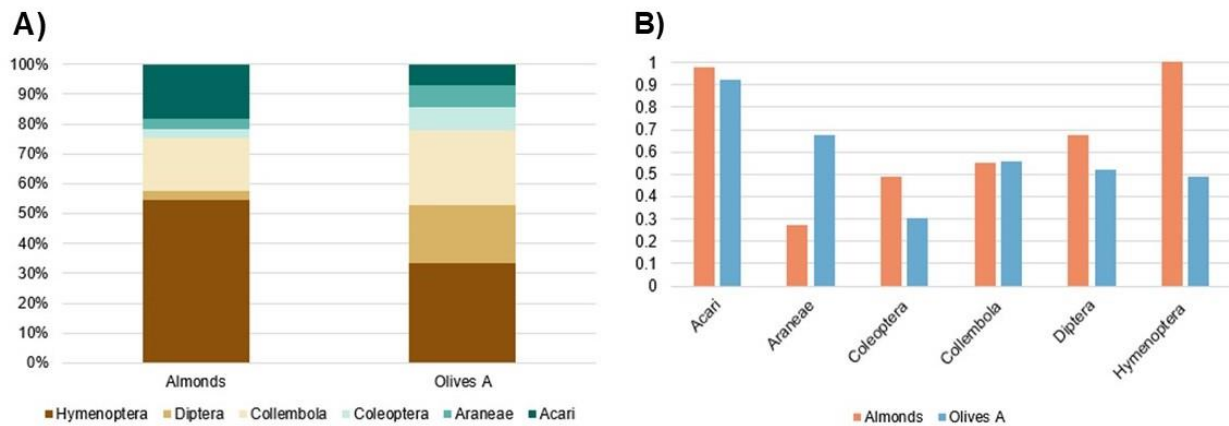 A)
100%
90%
80%
70%
60%
50%
40%
30%
20%
10%
0%
Almonds
Olives A
Hymenoptera Diptera Collembola Coleoptera Araneae Acari
B)
1
0.9
0.8
0.7
0.6
0.5
0.4
0.3
0.2
0.1
0
Acari
Araneae
Coleoptera
Collembola
Diptera
Hymenoptera
Almonds Olives A